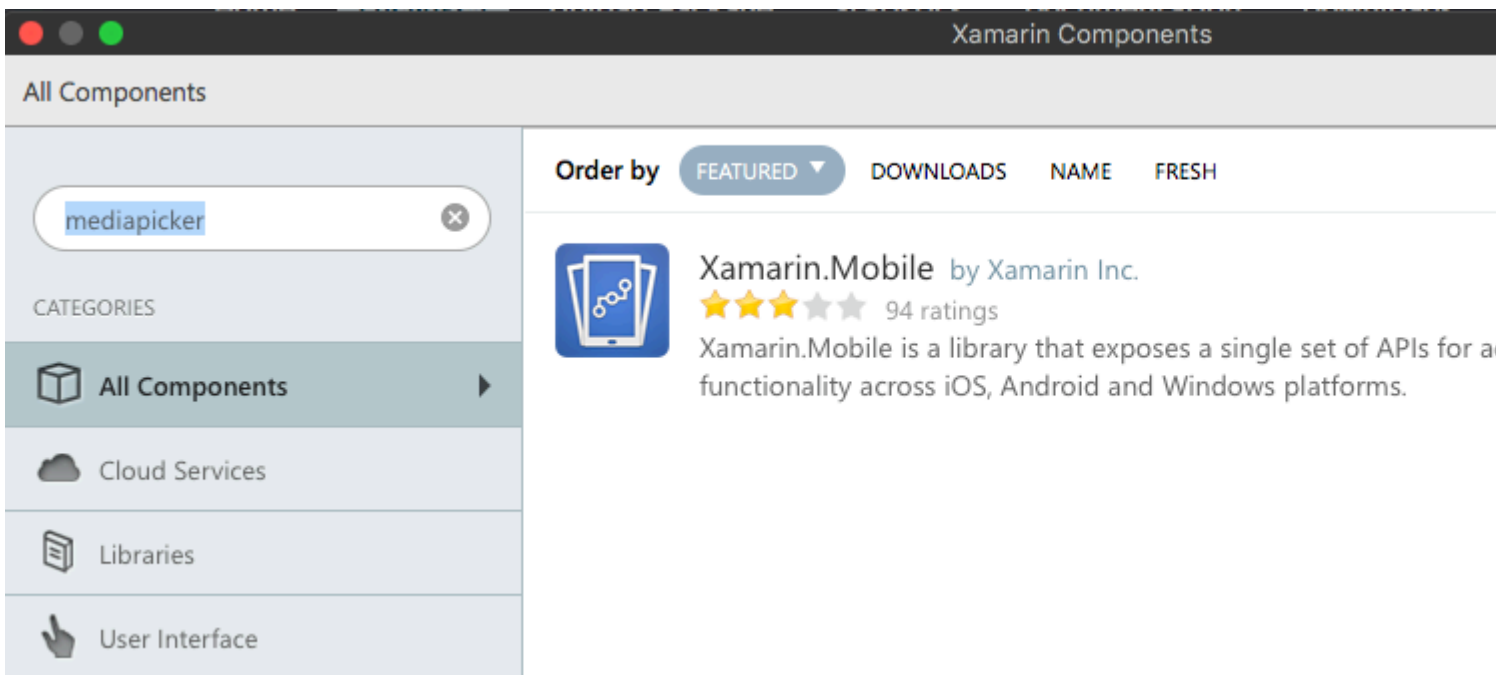 Xamarin Components
All Components
mediapicker
CATEGORIES
All Components
Cloud Services
Libraries
User Interface
Order by FEATURED DOWNLOADS NAME FRESH
Xamarin.Mobile by Xamarin Inc.
94 ratings
Xamarin.Mobile is a library that exposes a single set of APIs for
functionality across iOS, Android and Windows platforms.